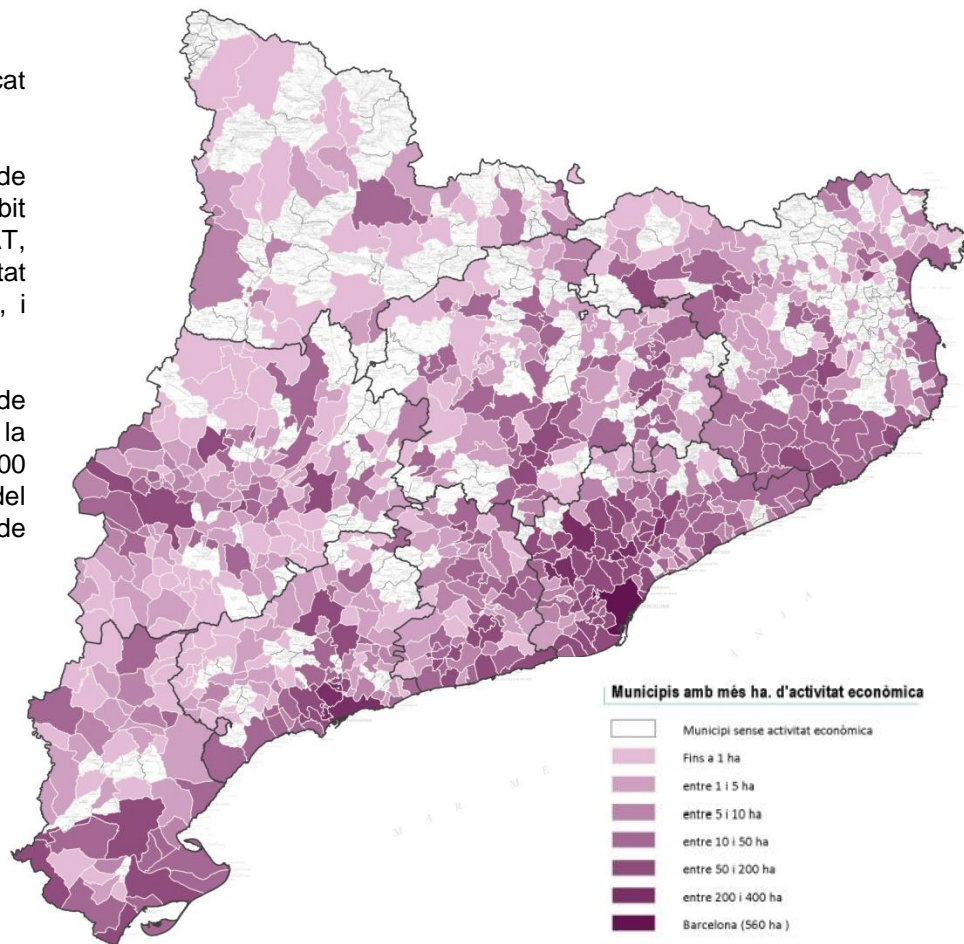 cat
de
bit
AT,
tat
, i
de
la
00
del
de
M A R M E
A N I A
Municipis amb més ha. d'activitat econòmica
Municipi sense activitat econòmica
Fins a 1 ha
entre 1 i 5 ha
entre 5 i 10 ha
entre 10 i 50 ha
entre 50 i 200 ha
entre 200 i 400 ha
Barcelona (560 ha )